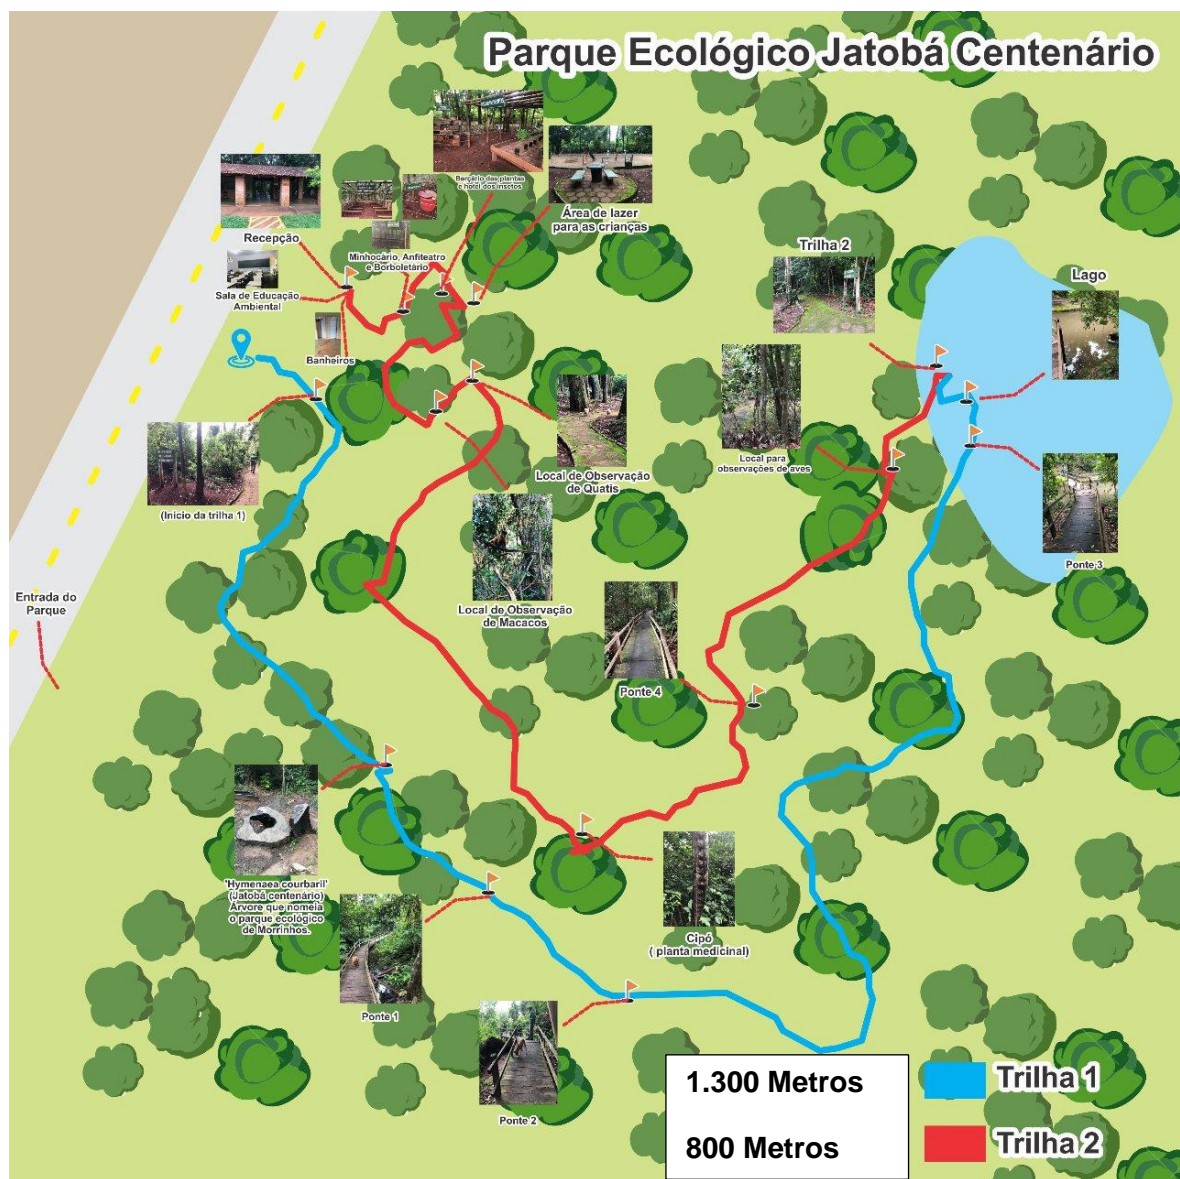 Parque Ecológico Jatobá Centenário
Berçário das plantas
e hotel dos insetos
Área de lazer
para as crianças
Recepção
Minhocário, Anfiteatro
e Borboletário
Sala de Educação
Ambiental
Banheiros
Trilha 2
Lago
(Início da trilha 1)
Local de Observação
de Quatis
Local para
observações de aves
Local de Observação
de Macacos
Ponte 3
Entrada do
Parque
Ponte 4
'Hymenaea courbaril'
(Jatobá centenário)
Árvore que nomeia
o parque ecológico
de Morrinhos.
Cipó
( planta medicinal)
Ponte 1
Ponte 2
1.300 Metros
800 Metros
Trilha 1
Trilha 2